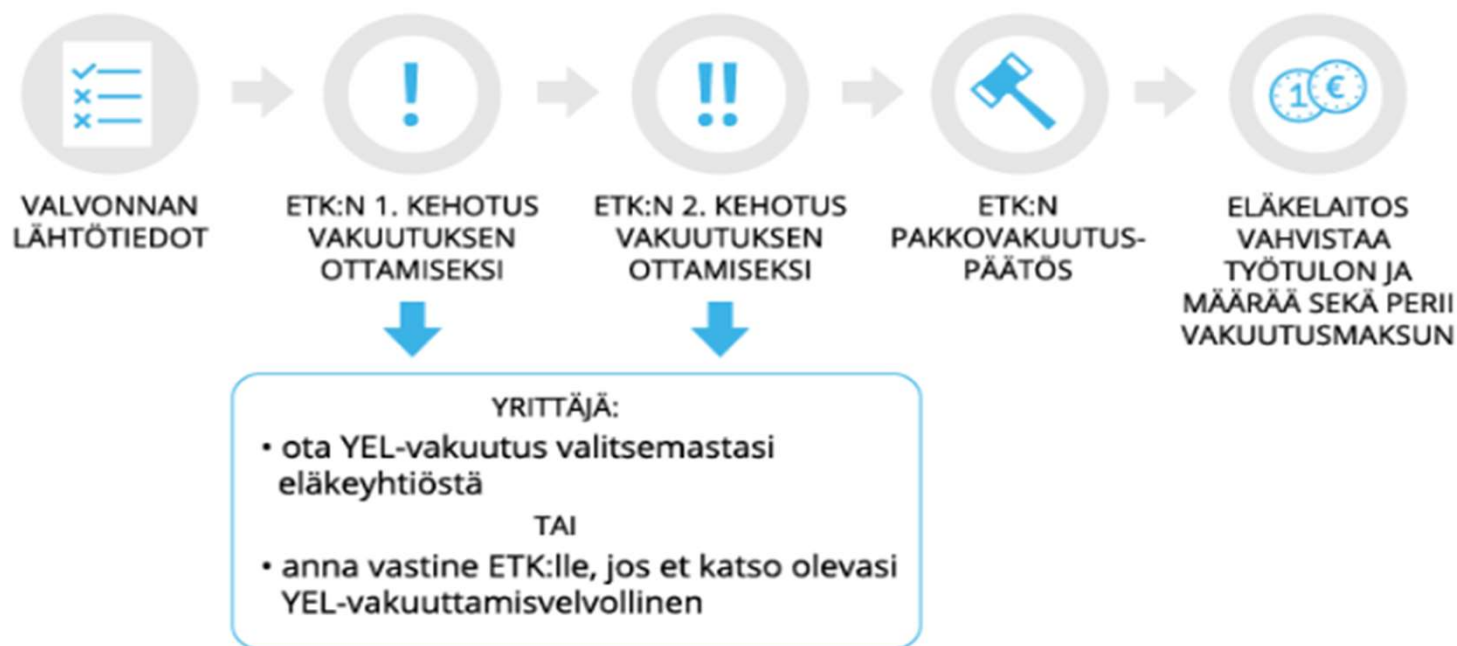 VALVONNAN
LÄHTÖTIEDOT
!
ETK:N 1. KEHOTUS
VAKUUTUKSEN
OTTAMISEKSI
!!
ETK:N 2. KEHOTUS
VAKUUTUKSEN
OTTAMISEKSI
ETK:N
PAKKOVAKUUTUS-
PÄÄTÖS
1 €
ELÄKELAITOS
VAHVISTAA
TYÖTULON JA
MÄÄRÄÄ SEKÄ PERII
VAKUUTUSMAKSUN
YRITTÄJÄ:
• ota YEL-vakuutus valitsemastasi
eläkeyhtiöstä
TAI
• anna vastine ETK:lle, jos et katso olevasi
YEL-vakuuttamisvelvollinen